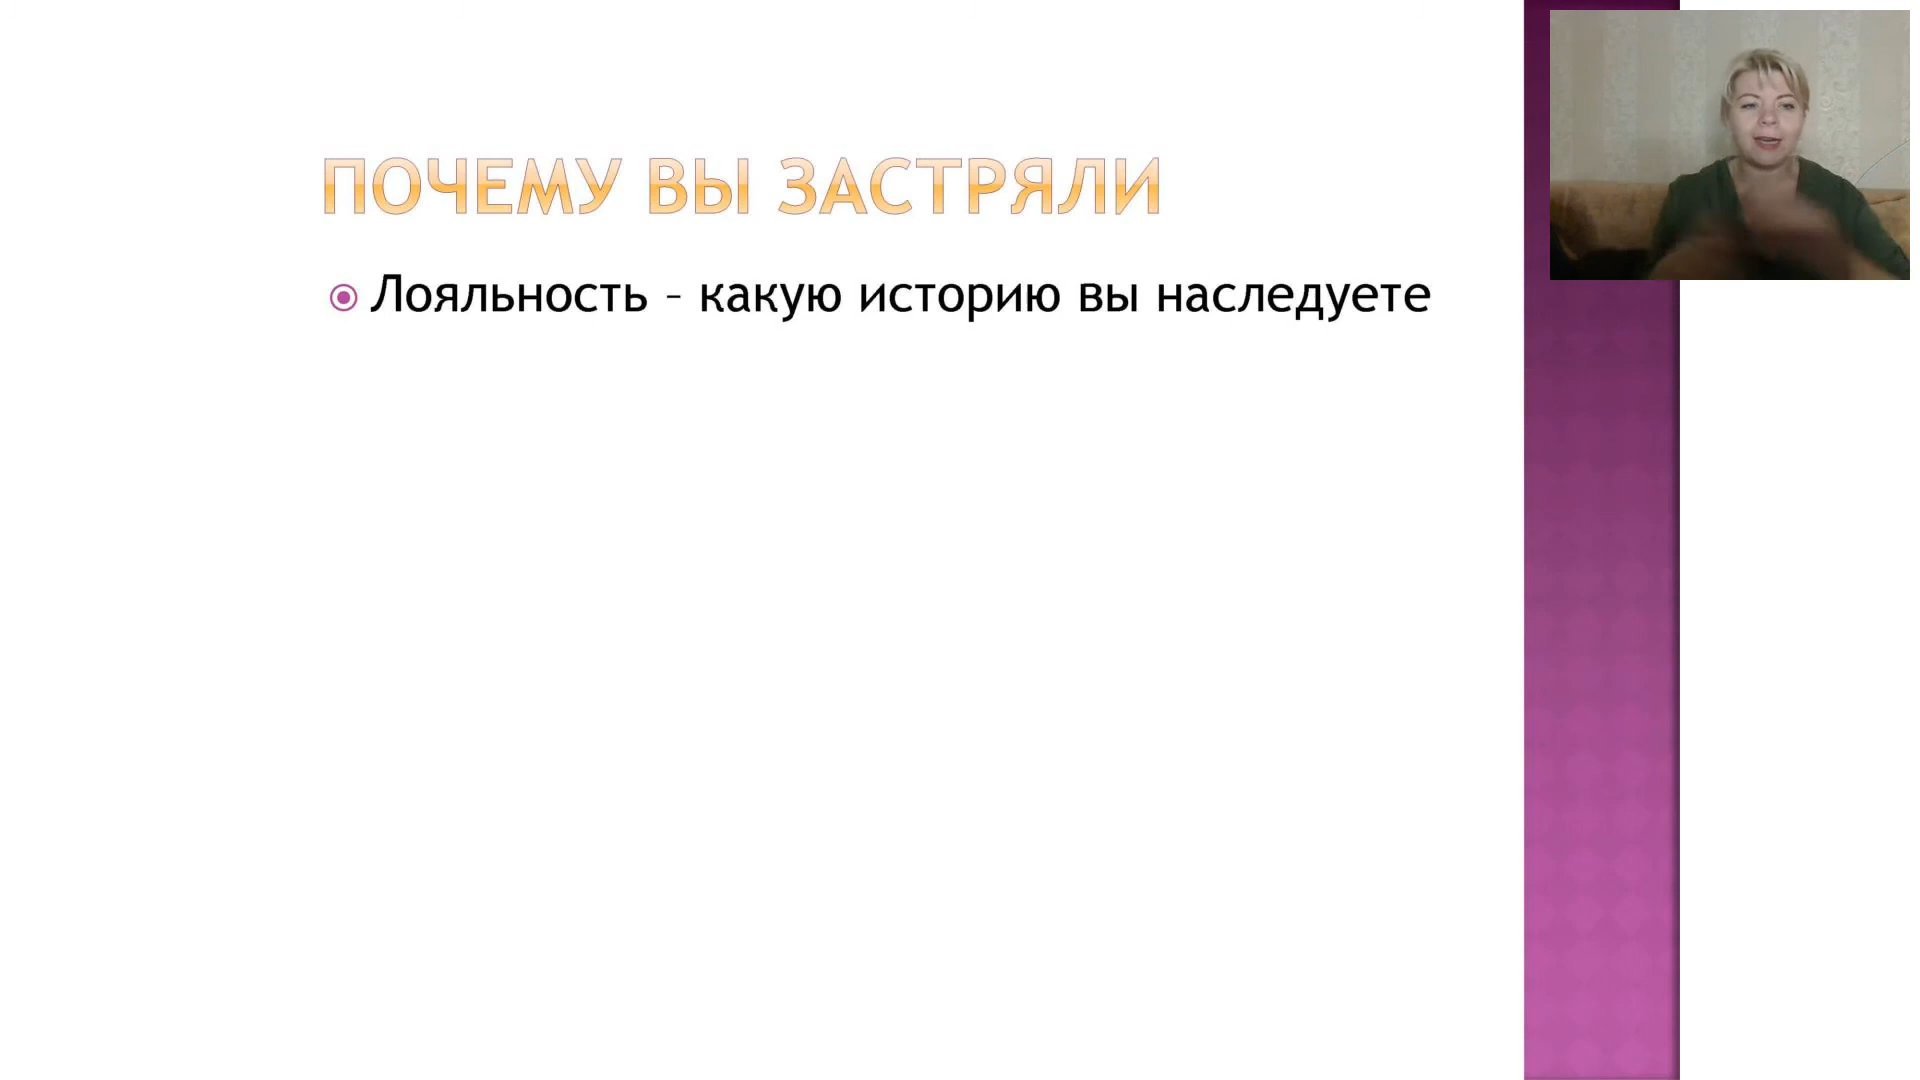 ПОЧЕМУ ВЫ ЗАСТРЯЛИ
Лояльность – какую историю вы наследуете